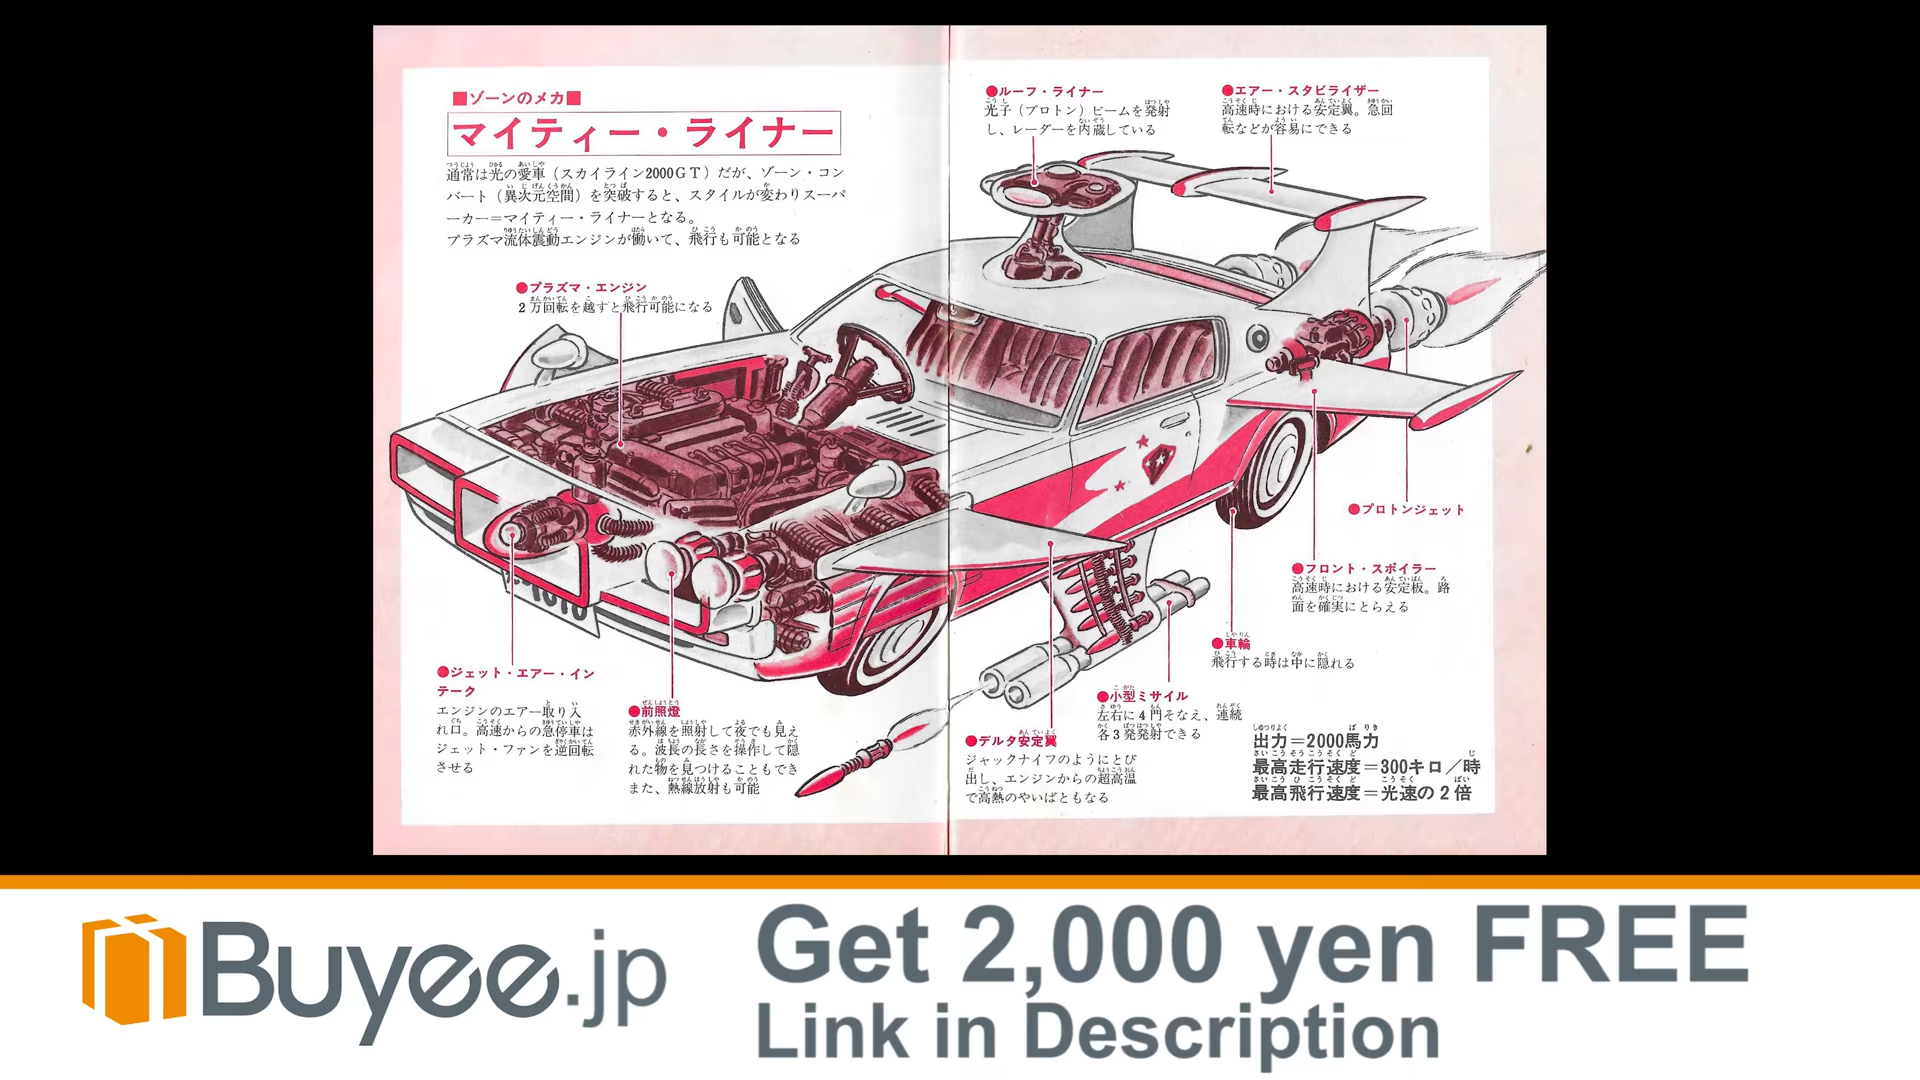 ■ゾーンのメカ■
マイティー・ライナー
通常は光の愛車（スカイライン2000GT）だが、ゾーン・コン
バート（異次元空間）を突破すると、スタイルが変わりスーパ
ーカー＝マイティー・ライナーとなる。
プラズマ流体震動エンジンが働いて、飛行も可能となる
●プラズマ・エンジン
2万回転を越すと飛行可能になる
●ジェット・エアー・イン
テーク
エンジンのエアー取り入
れ口。高速からの急停車は
ジェット・ファンを逆回転
させる
●前照燈
赤外線を照射して夜でも見え
る。波長の長さを操作して隠
れた物を見つけることもでき
また、熱線放射も可能
●ルーフ・ライナー
光子（プロトン）ビームを発射
し、レーダーを内蔵している
●エアー・スタビライザー
高速時における安定翼。急回
転などが容易にできる
●プロトンジェット
●フロント・スポイラー
高速時における安定板。路
面を確実にとらえる
●車輪
飛行する時は中に隠れる
●小型ミサイル
左右に4門そなえ、連続
各3発発射できる
●デルタ安定翼
ジャックナイフのようにとび
出し、エンジンからの超高温
で高熱のやいばともなる
出力＝2000馬力
最高走行速度＝300キロ／時
最高飛行速度＝光速の2倍
Buyee.jp
Get 2,000 yen FREE
Link in Description